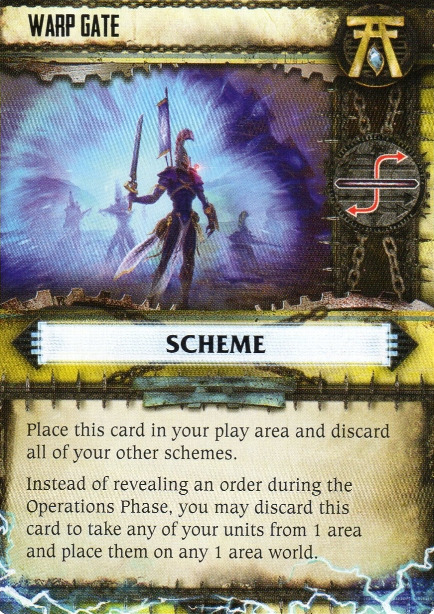 WARP GATE
SCHEME
Place this card in your play area and discard
all of your other schemes.
Instead of revealing an order during the
Operations Phase, you may discard this
card to take any of your units from 1 area
and place them on any 1 area world.